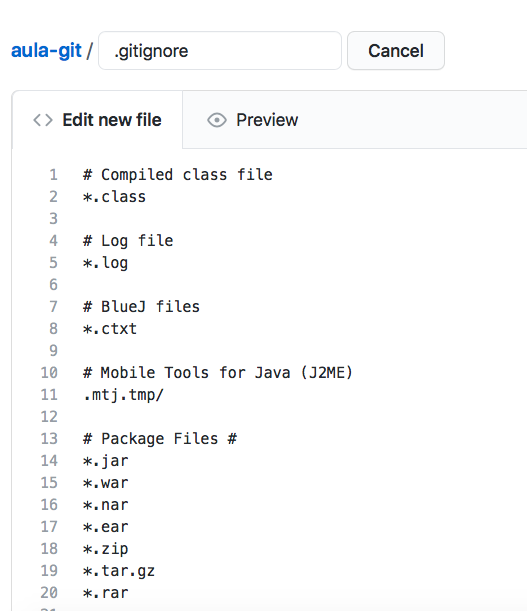 aula-git / .gitignore Cancel
<> Edit new file Preview
1 # Compiled class file
2 *.class
3
4 # Log file
5 *.log
6
7 # BlueJ files
8 *.ctxt
9
10 # Mobile Tools for Java (J2ME)
11 .mtj.tmp/
12
13 # Package Files #
14 *.jar
15 *.war
16 *.nar
17 *.ear
18 *.zip
19 *.tar.gz
20 *.rar